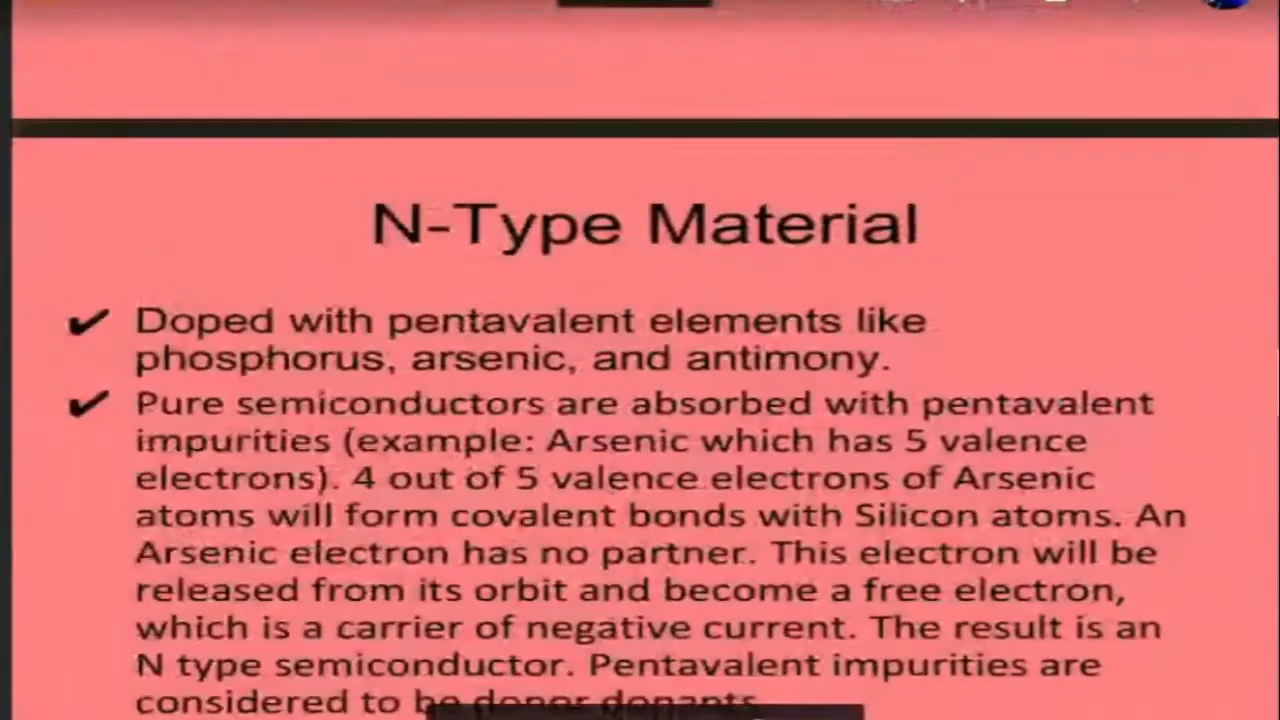 N-Type Material
✔ Doped with pentavalent elements like
phosphorus, arsenic, and antimony.
✔ Pure semiconductors are absorbed with pentavalent
impurities (example: Arsenic which has 5 valence
electrons). 4 out of 5 valence electrons of Arsenic
atoms will form covalent bonds with Silicon atoms. An
Arsenic electron has no partner. This electron will be
released from its orbit and become a free electron,
which is a carrier of negative current. The result is an
N type semiconductor. Pentavalent impurities are
considered to be donor